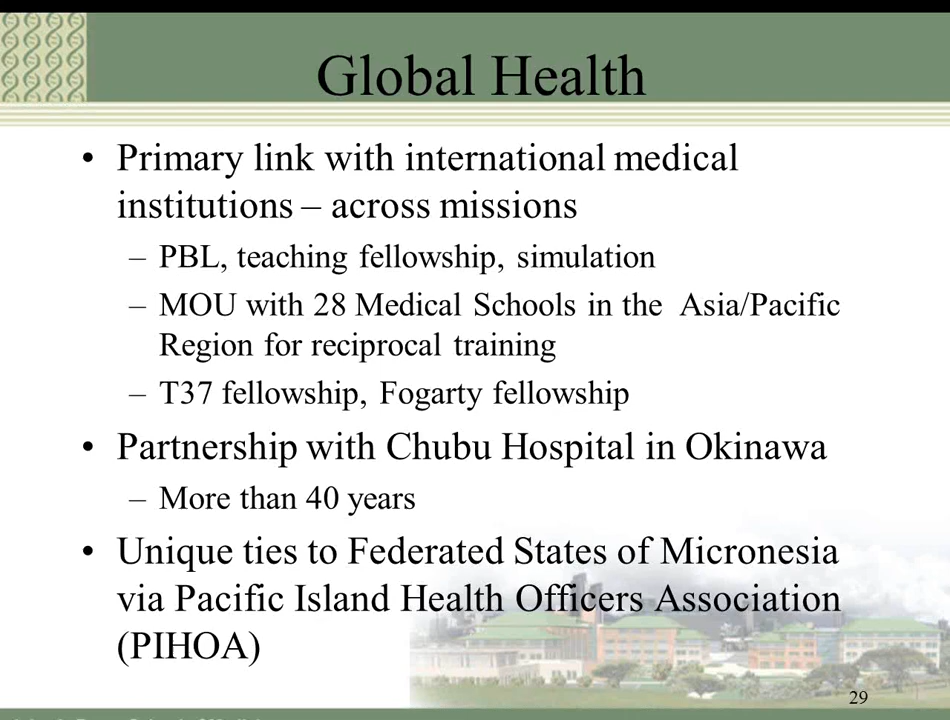 Global Health
• Primary link with international medical
institutions – across missions
– PBL, teaching fellowship, simulation
– MOU with 28 Medical Schools in the Asia/Pacific
Region for reciprocal training
– T37 fellowship, Fogarty fellowship
• Partnership with Chubu Hospital in Okinawa
– More than 40 years
• Unique ties to Federated States of Micronesia
via Pacific Island Health Officers Association
(PIHOA)
29